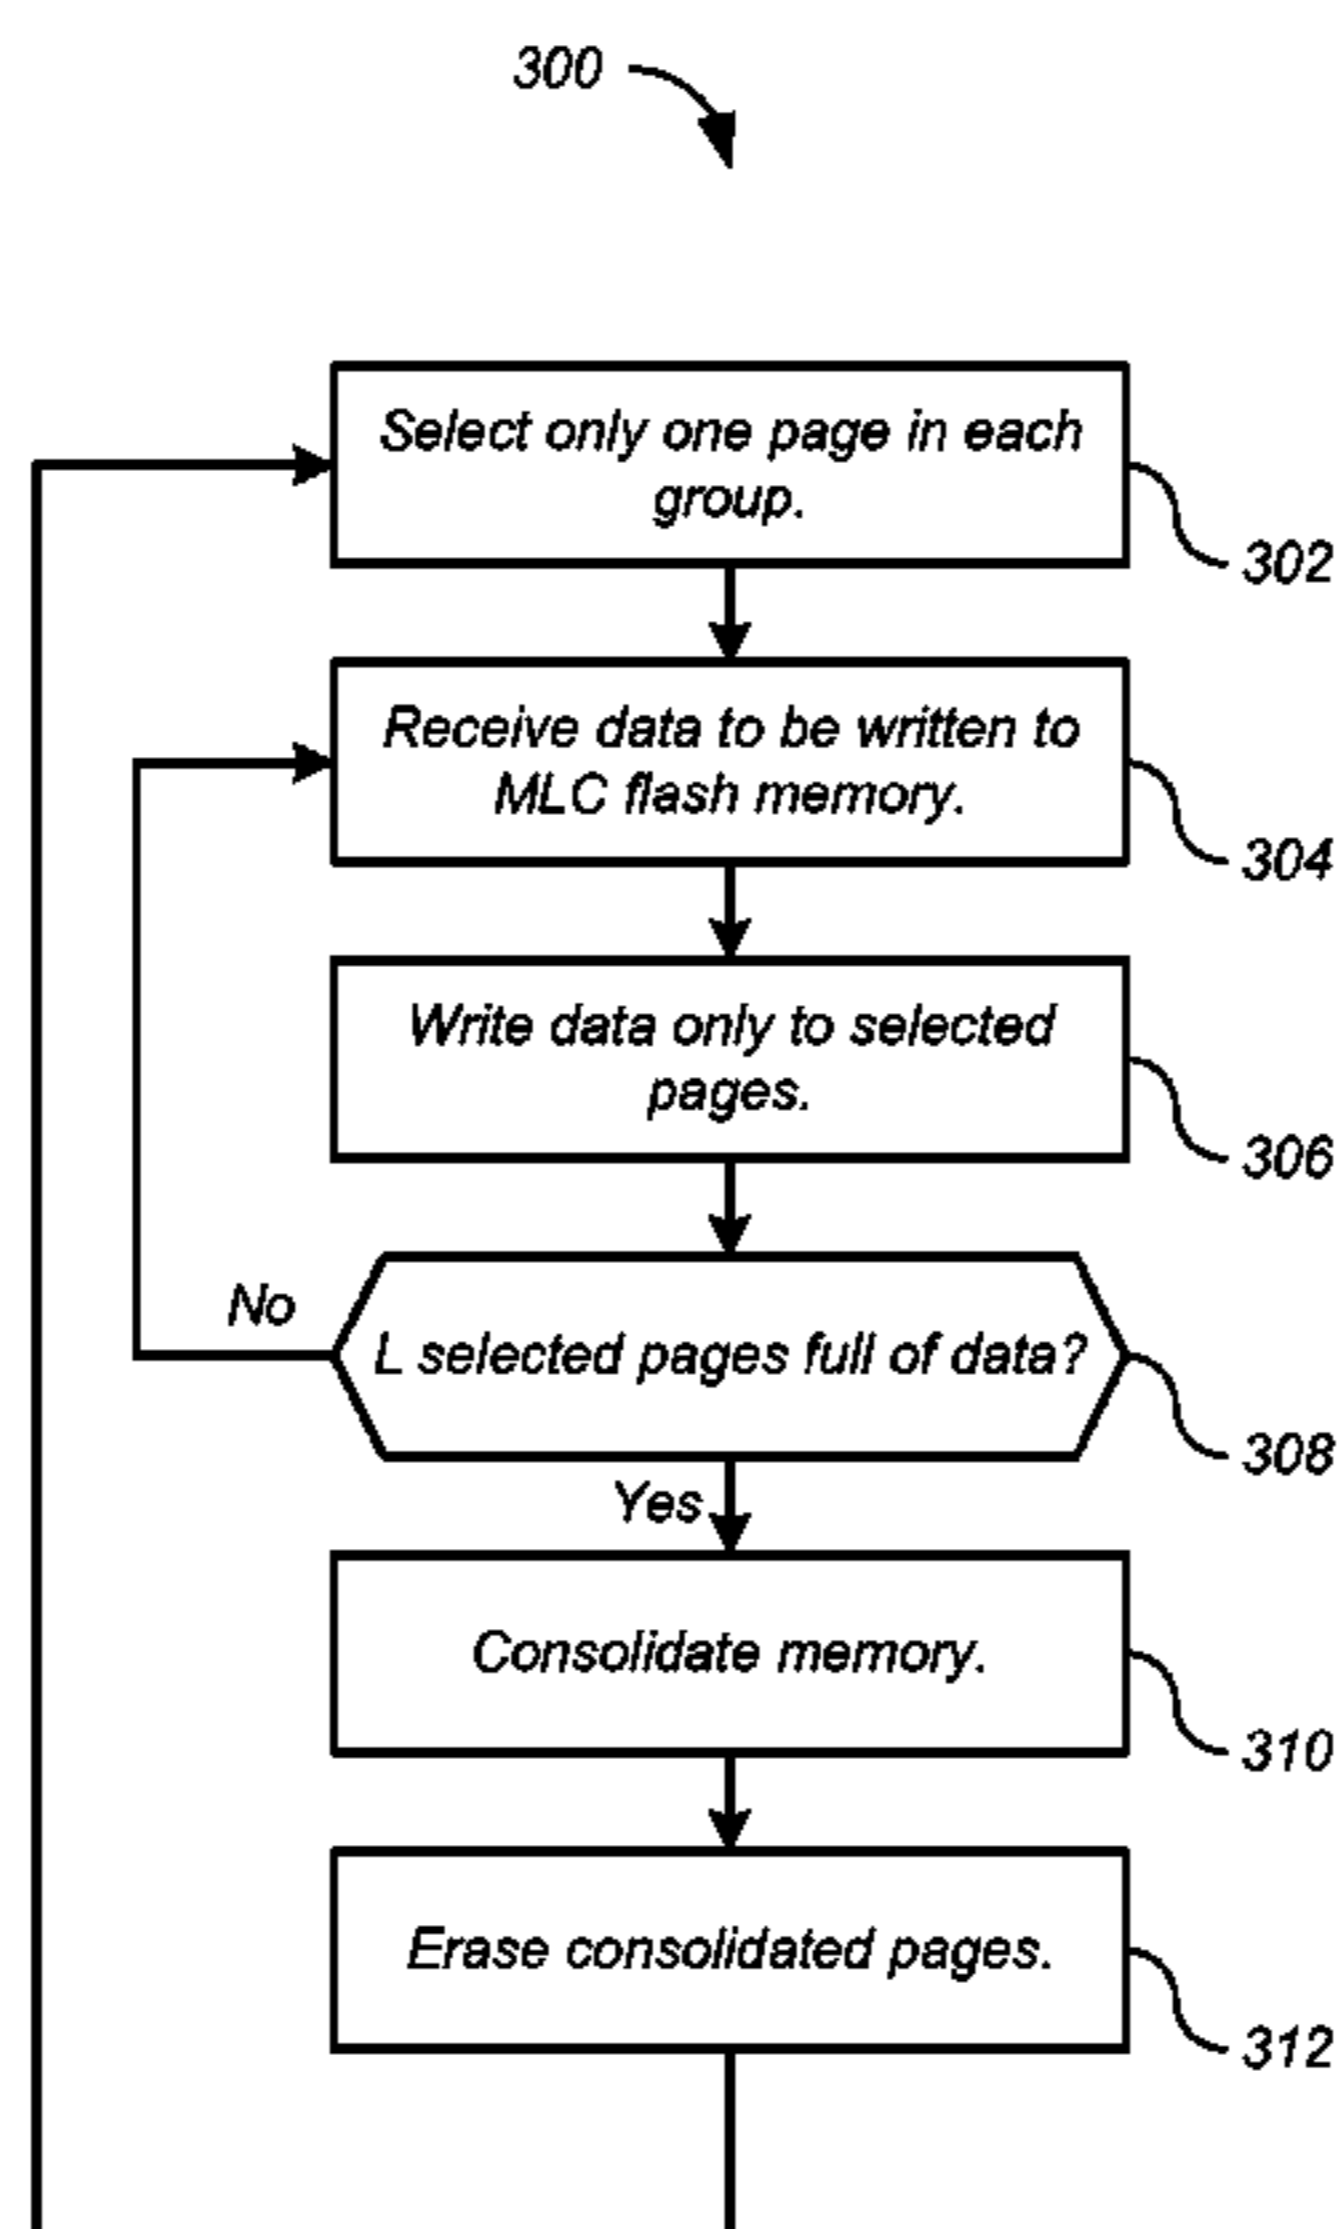 300
Select only one page in each
group.
302
Receive data to be written to
MLC flash memory.
304
Write data only to selected
pages.
306
No
L selected pages full of data?
308
Yes
Consolidate memory.
310
Erase consolidated pages.
312